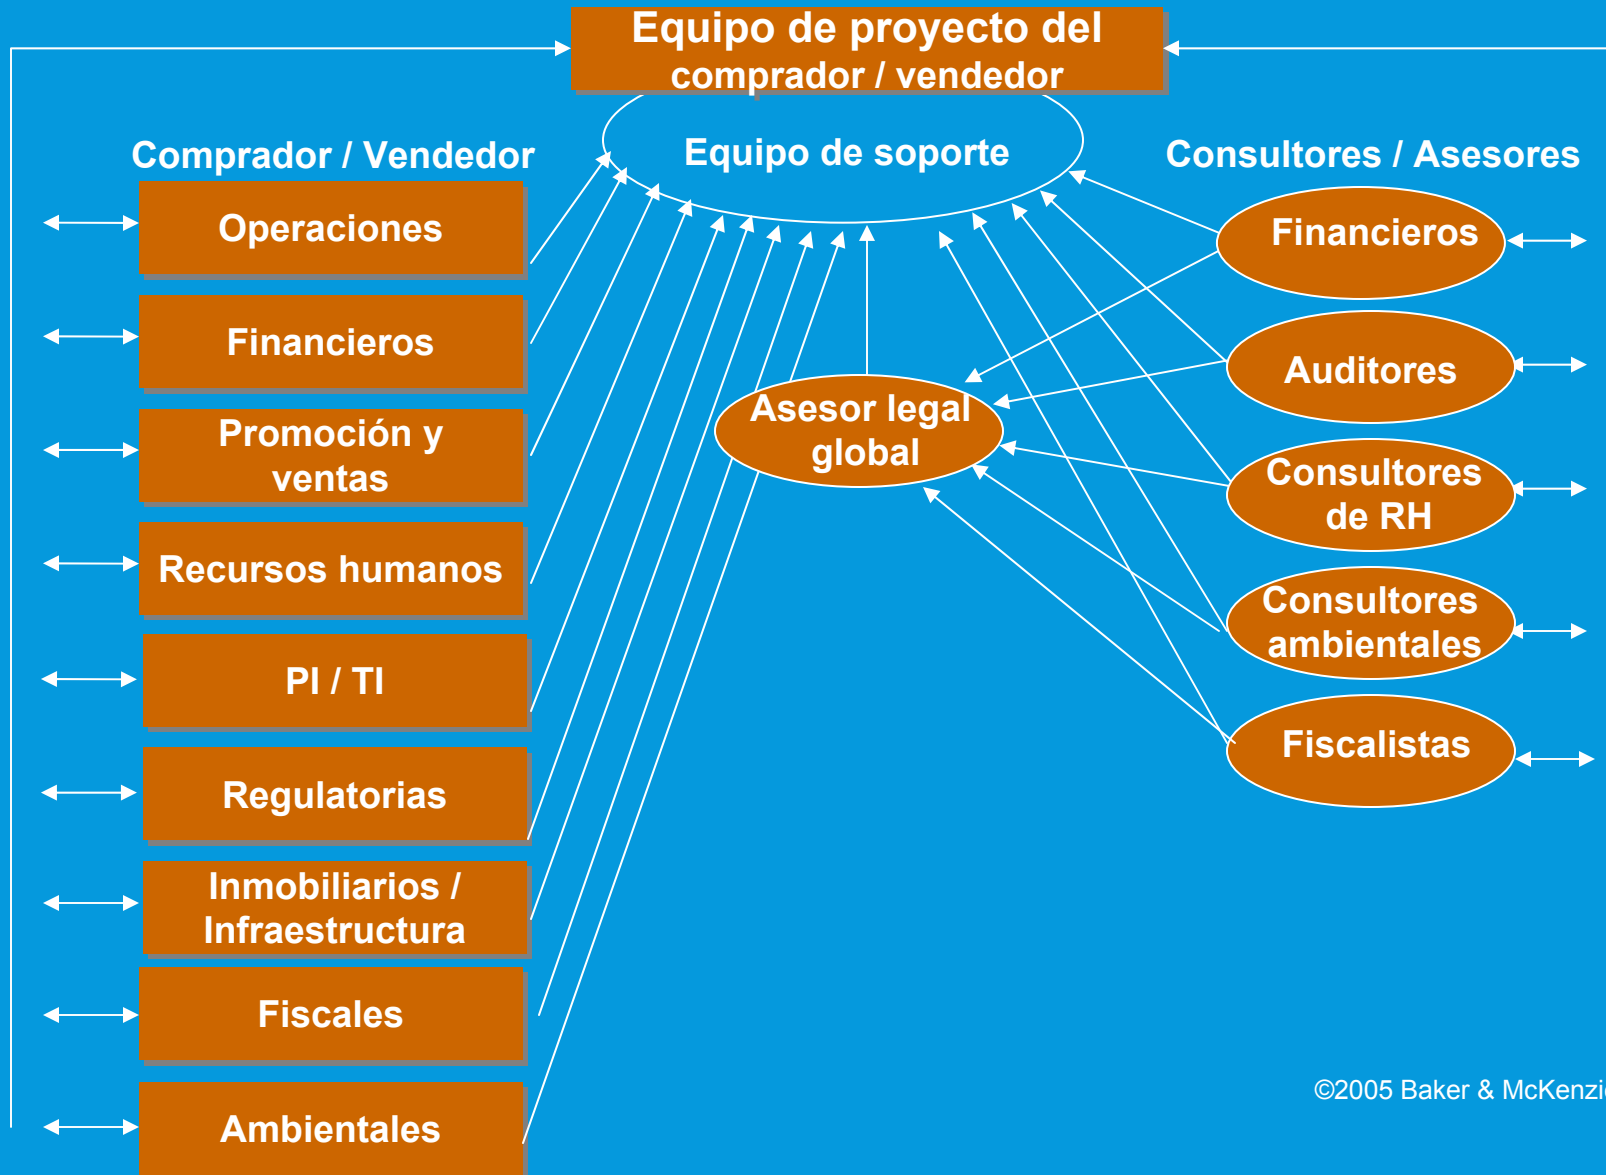 Equipo de proyecto del
comprador / vendedor
Equipo de soporte
Comprador / Vendedor
Operaciones
Financieros
Promoción y
ventas
Recursos humanos
PI / TI
Regulatorias
Inmobiliarios /
Infraestructura
Fiscales
Ambientales
Asesor legal
global
Consultores / Asesores
Financieros
Auditores
Consultores
de RH
Consultores
ambientales
Fiscalistas
©2005 Baker & McKenzie